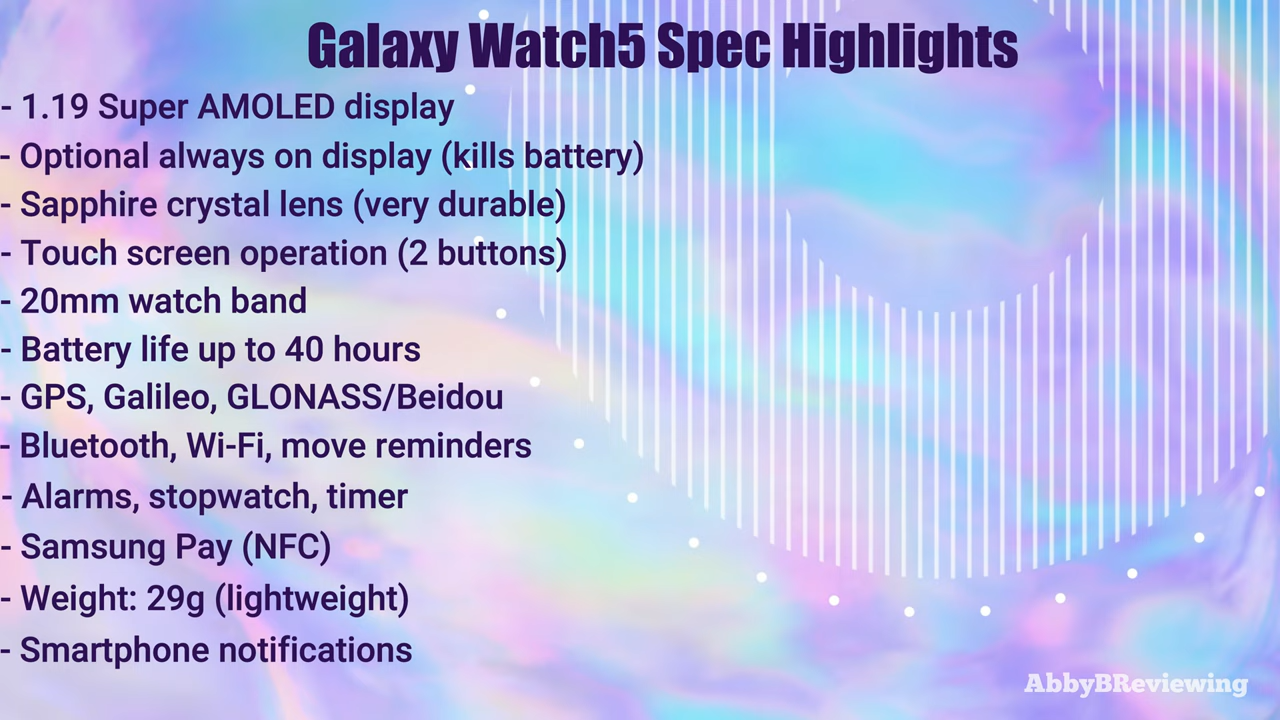 Galaxy Watch5 Spec Highlights
- 1.19 Super AMOLED display
- Optional always on display (kills battery)
- Sapphire crystal lens (very durable)
- Touch screen operation (2 buttons)
- 20mm watch band
- Battery life up to 40 hours
- GPS, Galileo, GLONASS/Beidou
- Bluetooth, Wi-Fi, move reminders
- Alarms, stopwatch, timer
- Samsung Pay (NFC)
- Weight: 29g (lightweight)
- Smartphone notifications
AbbyBReviewing